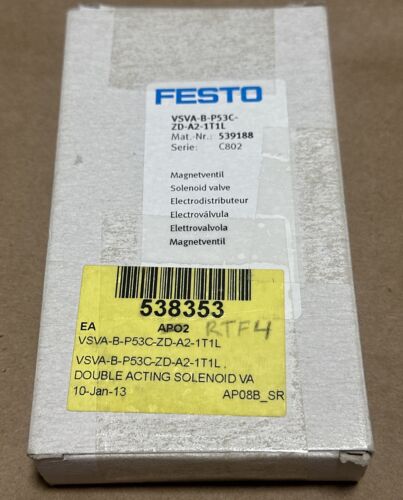 FESTO
VSVA-B-P53C-
ZD-A2-1T1L
Mat.-Nr.: 539188
Serie: C802
Magnetventil
Solenoid valve
Electrodistributeur
Electroválvula
Elettrovalvola
Magnetventil
538353
EA APO2 RTF4
VSVA-B-P53C-ZD-A2-1T1L
VSVA-B-P53C-ZD-A2-1T1L .
DOUBLE ACTING SOLENOID VA
10-Jan-13 AP08B_SR